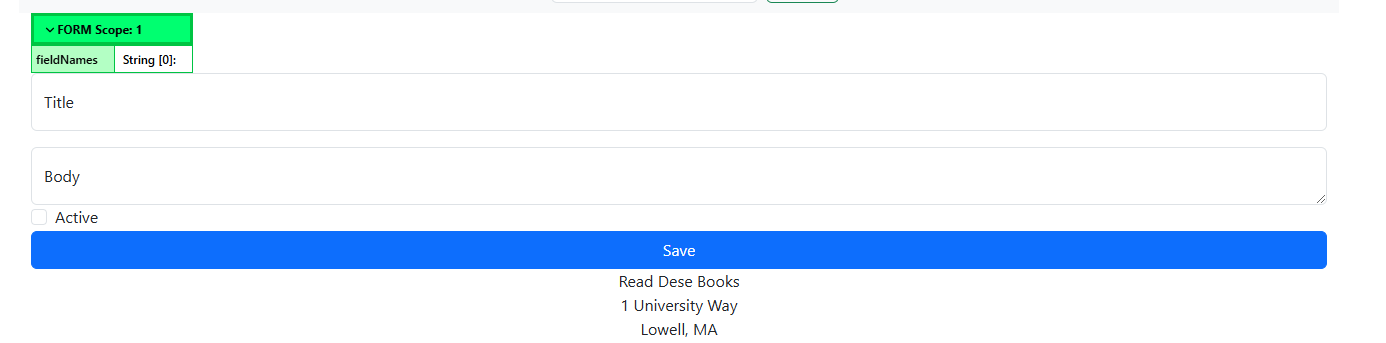 FORM Scope: 1
fieldNames String [0]:
Title
Body
Active
Save
Read Dese Books
1 University Way
Lowell, MA